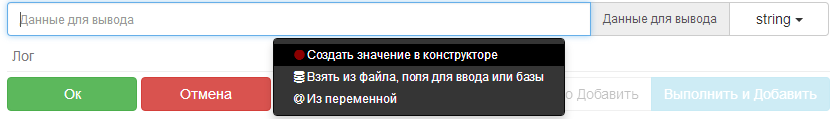 Данные для вывода Данные для вывода string
Лог
Создать значение в конструкторе
Взять из файла, поля для ввода или базы
Из переменной
Ок Отмена Добавить Выполнить и Добавить